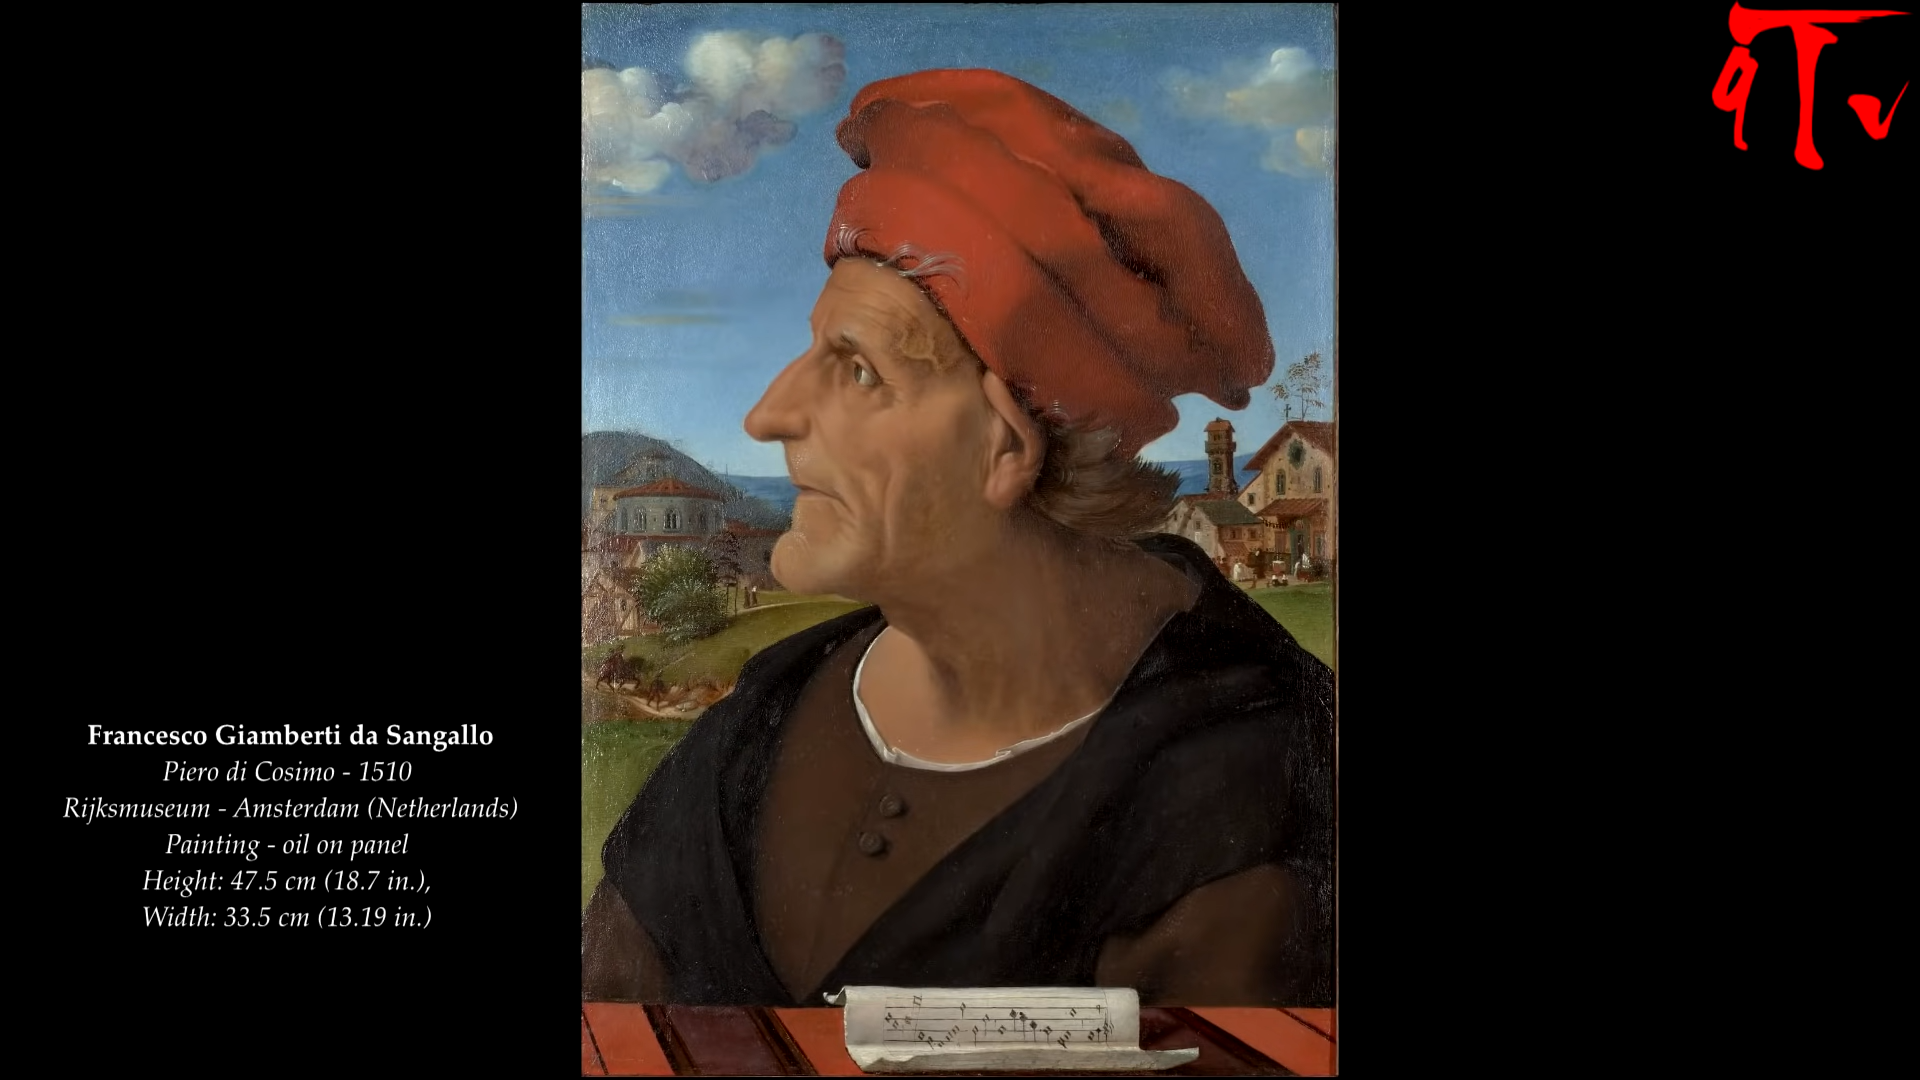 Francesco Giamberti da Sangallo
Piero di Cosimo - 1510
Rijksmuseum - Amsterdam (Netherlands)
Painting - oil on panel
Height: 47.5 cm (18.7 in.),
Width: 33.5 cm (13.19 in.)